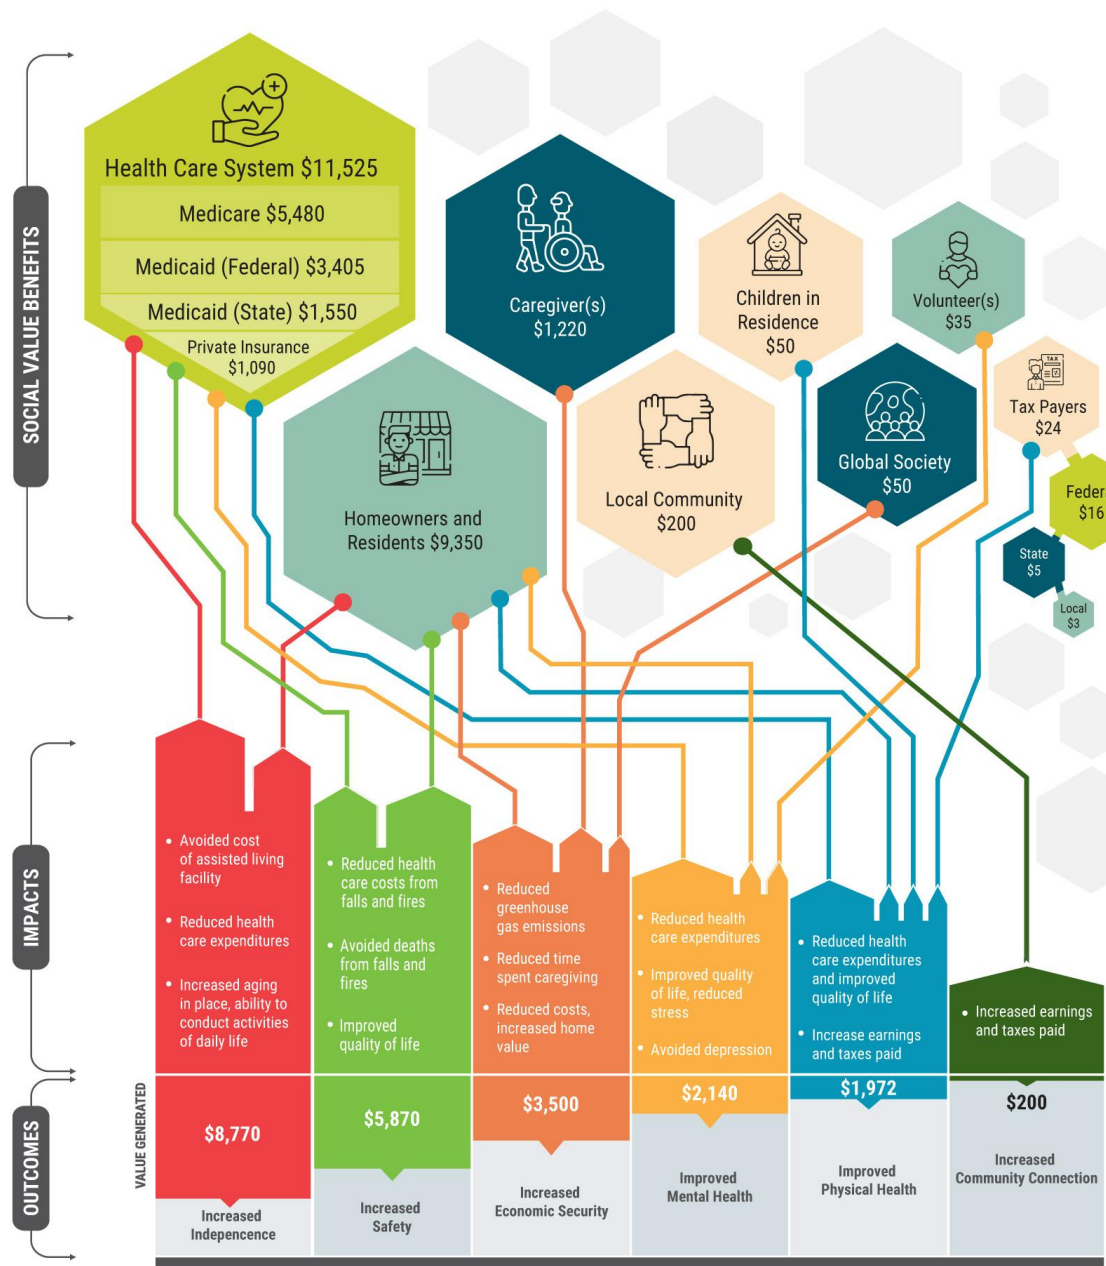 SOCIAL VALUE BENEFITS
Health Care System $11,525
Medicare $5,480
Medicaid (Federal) $3,405
Medicaid (State) $1,550
Private Insurance
$1,090
Caregiver(s)
$1,220
Children in
Residence
$50
Volunteer(s)
$35
TAX
Tax Payers
$24
Feder
$16
State
$5
Local
$3
Homeowners and
Residents $9,350
Local Community
$200
Global Society
$50
IMPACTS
• Avoided cost
of assisted living
facility
• Reduced health
care expenditures
• Increased aging
in place, ability to
conduct activities
of daily life
• Reduced health
care costs from
falls and fires
• Avoided deaths
from falls and
fires
• Improved
quality of life
• Reduced
greenhouse
gas emissions
• Reduced time
spent caregiving
• Reduced costs,
increased home
value
• Reduced health
care expenditures
• Improved quality
of life, reduced
stress
• Avoided depression
• Reduced health
care expenditures
and improved
quality of life
• Increase earnings
and taxes paid
• Increased earnings
and taxes paid
OUTCOMES
VALUE GENERATED
$8,770
Increased
Indepencence
$5,870
Increased
Safety
$3,500
Increased
Economic Security
$2,140
Improved
Mental Health
$1,972
Improved
Physical Health
$200
Increased
Community Connection